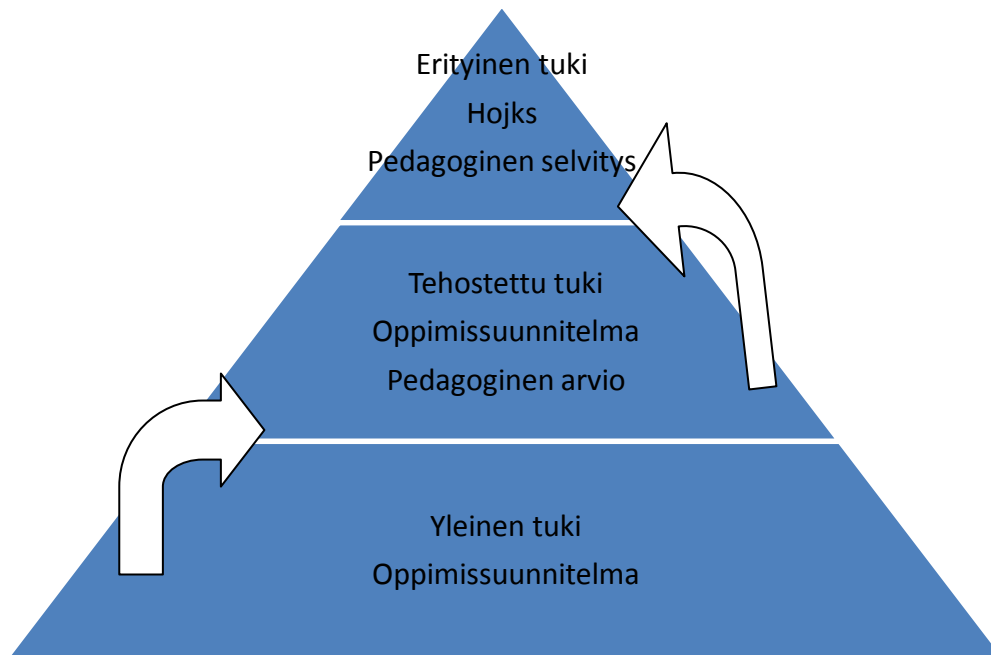 Erityinen tuki
Hojks
Pedagoginen selvitys
Tehostettu tuki
Oppimissuunnitelma
Pedagoginen arvio
Yleinen tuki
Oppimissuunnitelma